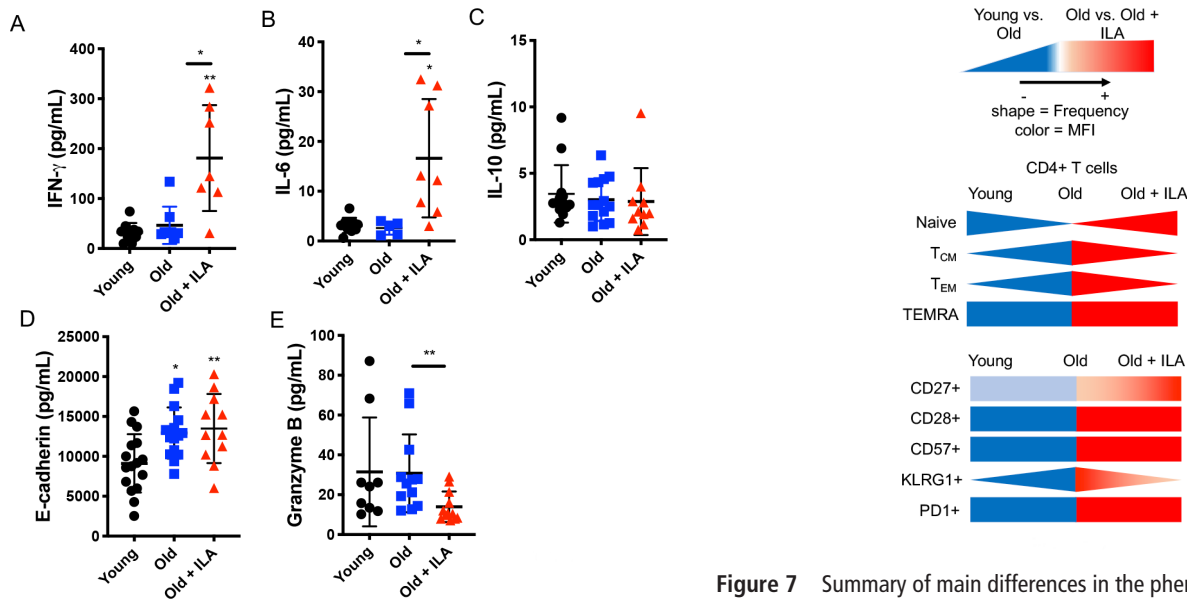 A
IFN-γ (pg/mL)
400
300
200
100
0
*
**
Young
Old
Old + ILA
B
IL-6 (pg/mL)
40
30
20
10
0
*
*
Young
Old
Old + ILA
C
IL-10 (pg/mL)
15
10
5
0
Young
Old
Old + ILA
D
E-cadherin (pg/mL)
25000
20000
15000
10000
5000
0
*
**
Young
Old
Old + ILA
E
Granzyme B (pg/mL)
100
80
60
40
20
0
**
Young
Old
Old + ILA
Young vs. Old
Old vs. Old + ILA
- +
shape = Frequency
color = MFI
CD4+ T cells
Young Old Old + ILA
Naive
TCM
TEM
TEMRA
Young Old Old + ILA
CD27+
CD28+
CD57+
KLRG1+
PD1+
Figure 7 Summary of main differences in the pher